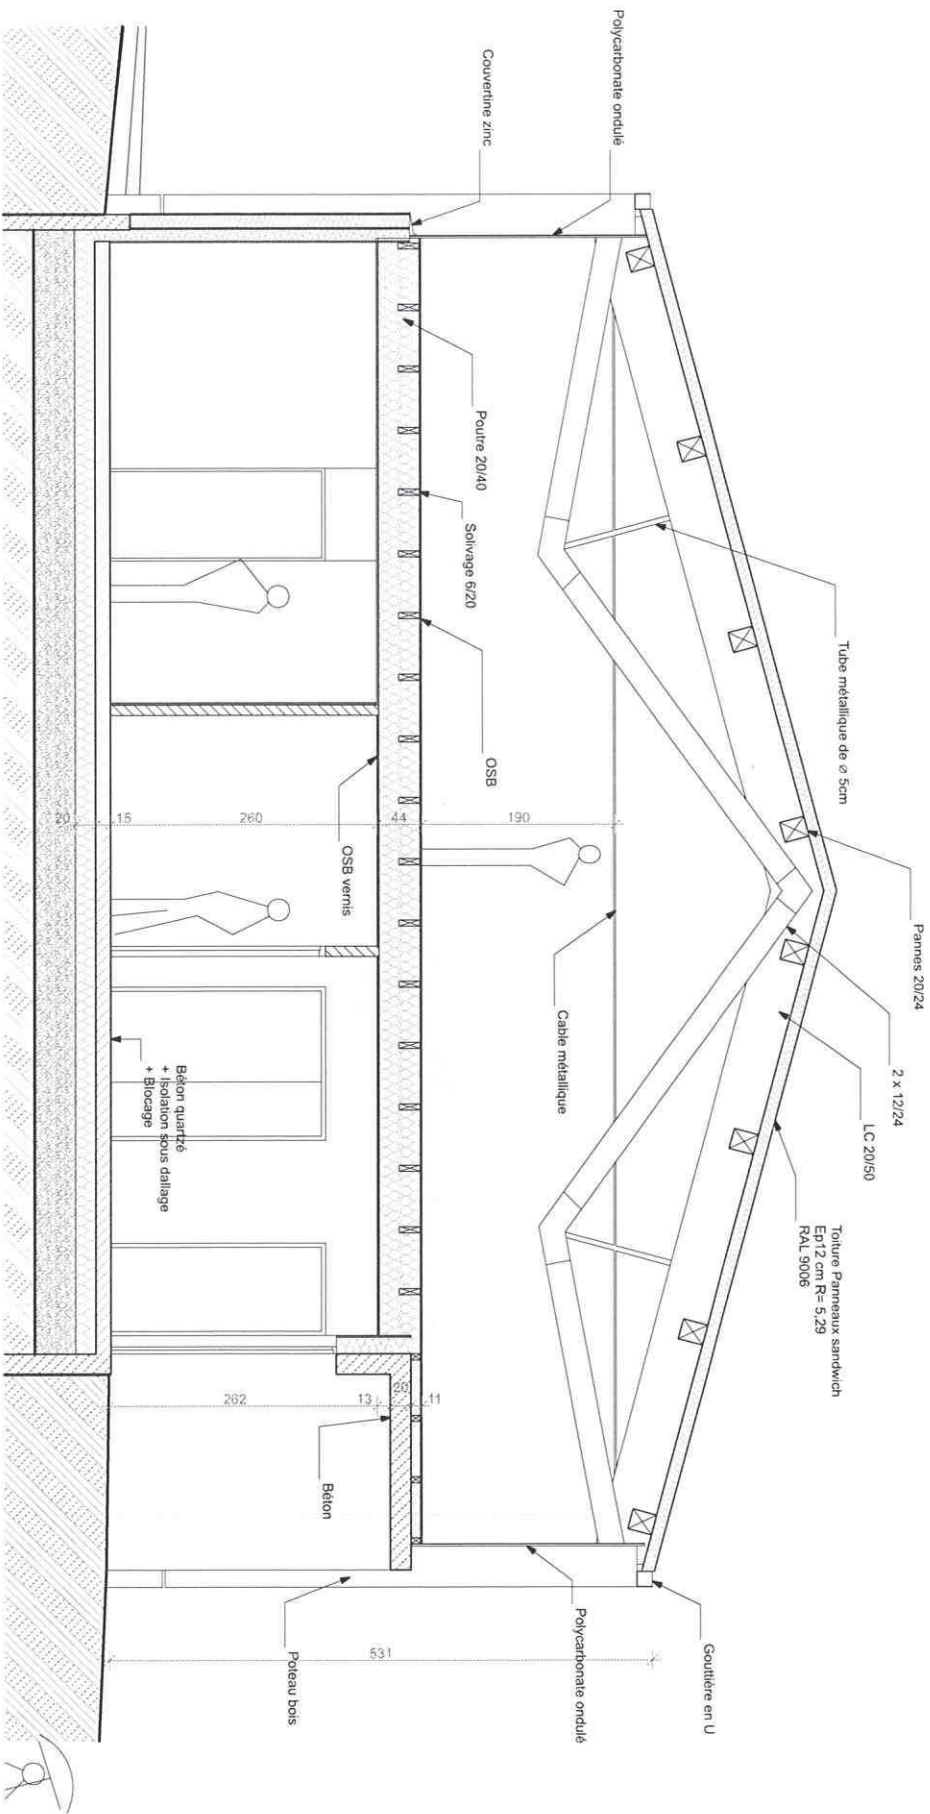 Polycarbonate ondulé
Couvertine zinc
Poutre 20/40
Solivage 6/20
OSB
Tube métallique de ø 5cm
Pannes 20/24
2 x 12/24
LC 20/50
Toiture Panneaux sandwich
Ep12 cm R= 5,29
RAL 9006
Cable métallique
OSB vernis
190
44
260
15
20
Béton quartzé
+ Isolation sous dallage
+ Blocage
11
20
13
262
Béton
Polycarbonate ondulé
Gouttière en U
Poteau bois
531